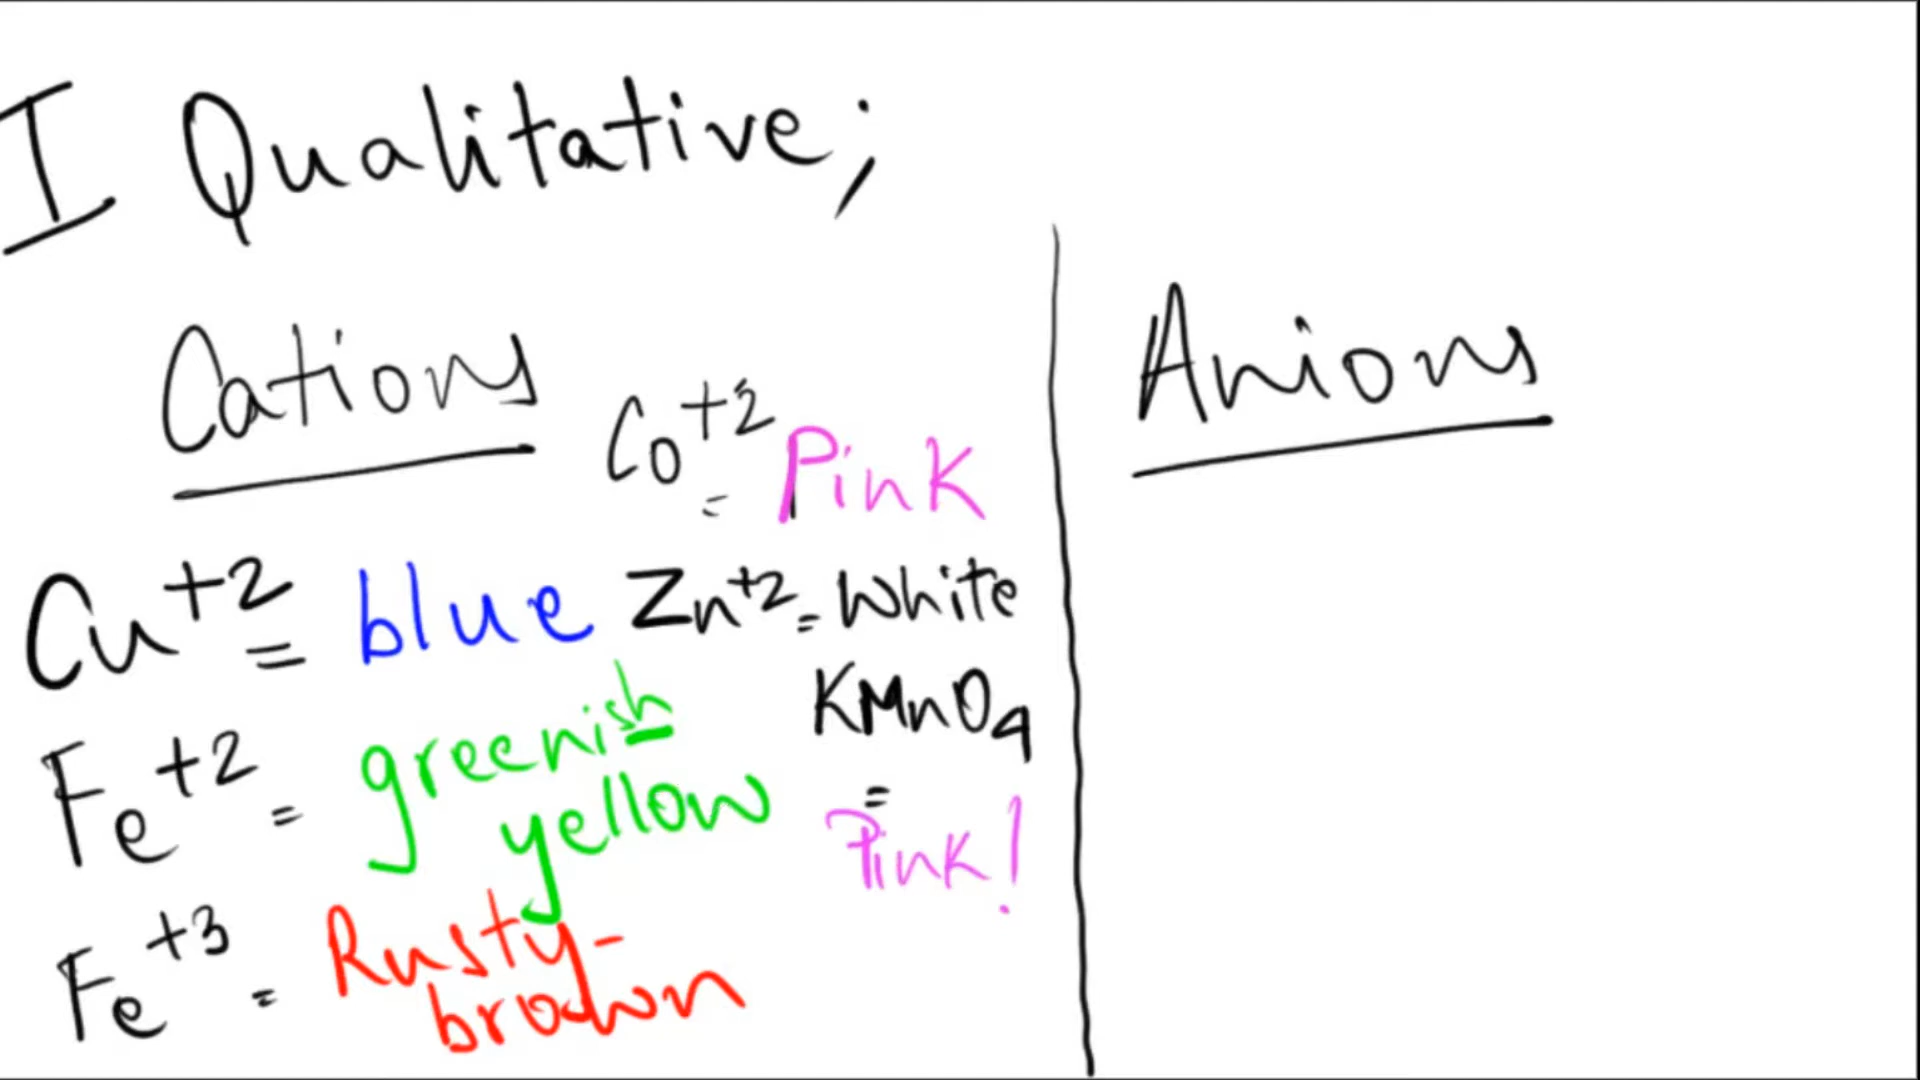 I Qualitative;
Cations
Co+2
= Pink
Cu+2 = blue
Zn+2 = White
Fe+2 = greenish
yellow
KMnO4
=
Pink!
Fe+3 = Rusty-
brown
Anions